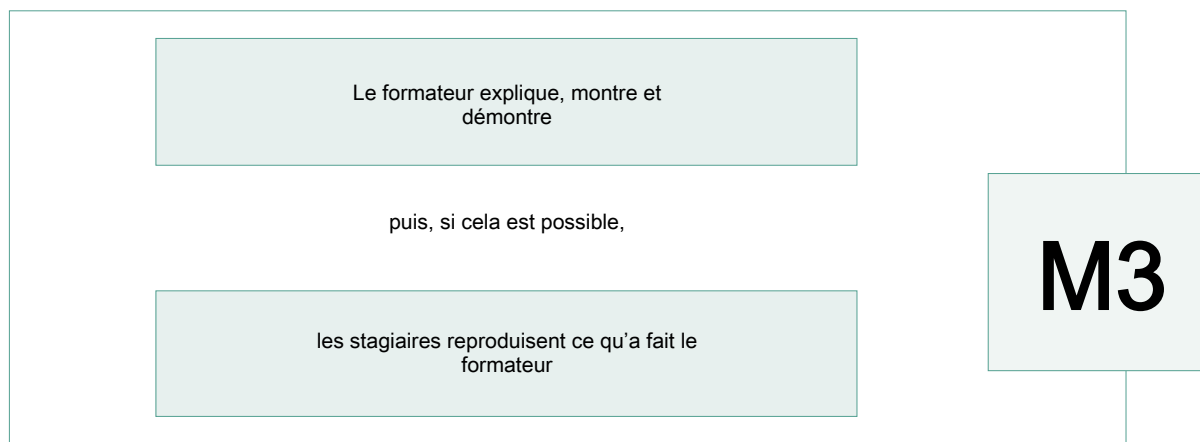 Le formateur explique, montre et
démontre
puis, si cela est possible,
M3
les stagiaires reproduisent ce qu'a fait le
formateur